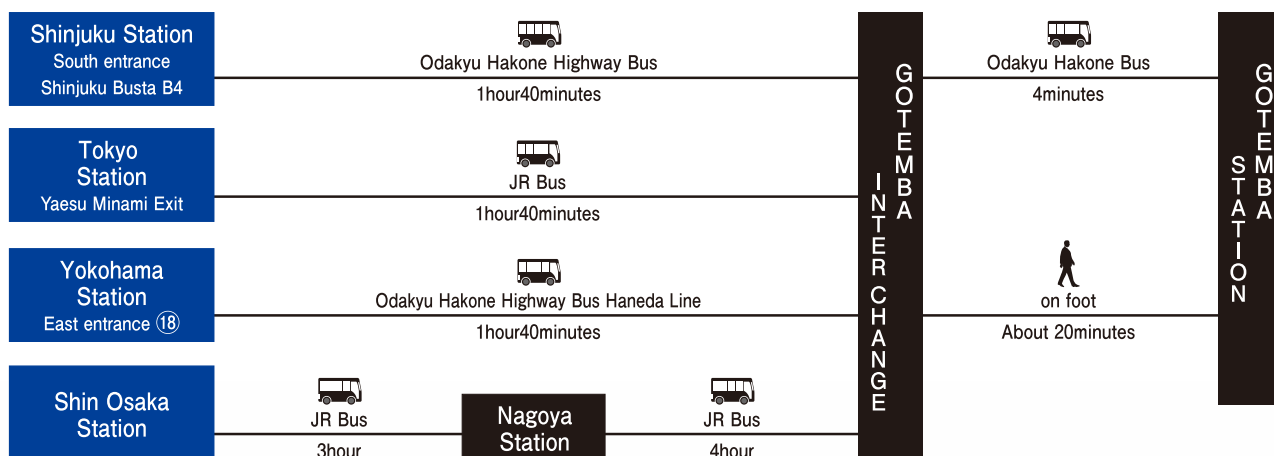 Shinjuku Station
South entrance
Shinjuku Busta B4
Odakyu Hakone Highway Bus
1hour40minutes
Tokyo
Station
Yaesu Minami Exit
JR Bus
1hour40minutes
Yokohama
Station
East entrance ⑱
Odakyu Hakone Highway Bus Haneda Line
1hour40minutes
Shin Osaka
Station
JR Bus
3hour
Nagoya
Station
JR Bus
4hour
GOTEMBA
INTER CHANGE
Odakyu Hakone Bus
4minutes
on foot
About 20minutes
GOTEMBA
STATION